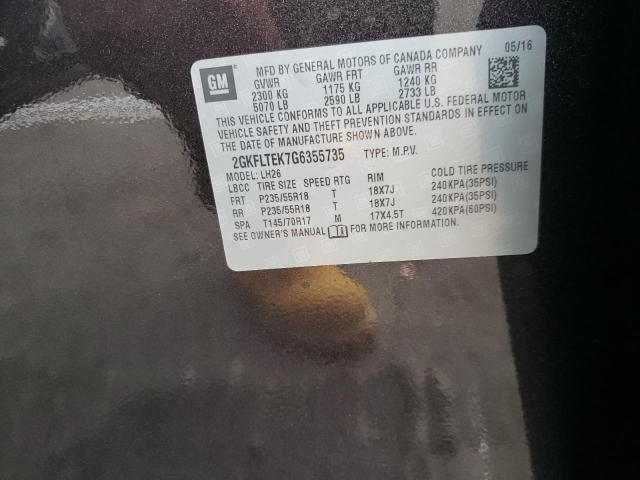 GM
MFD BY GENERAL MOTORS OF CANADA COMPANY 05/16
GVWR GAWR FRT GAWR RR
2300 KG 1175 KG 1240 KG
5070 LB 2590 LB 2733 LB
THIS VEHICLE CONFORMS TO ALL APPLICABLE U.S. FEDERAL MOTOR
VEHICLE SAFETY AND THEFT PREVENTION STANDARDS IN EFFECT ON
THE DATE OF MANUFACTURE SHOWN ABOVE.
2GKFLTEK7G6355735 TYPE: M.P.V.
MODEL: LH26
LBCC TIRE SIZE SPEED RTG RIM COLD TIRE PRESSURE
FRT P235/55R18 T 18X7J 240KPA(35PSI)
RR P235/55R18 T 18X7J 240KPA(35PSI)
SPA T145/70R17 M 17X4.5T 420KPA(60PSI)
SEE OWNER'S MANUAL FOR MORE INFORMATION.